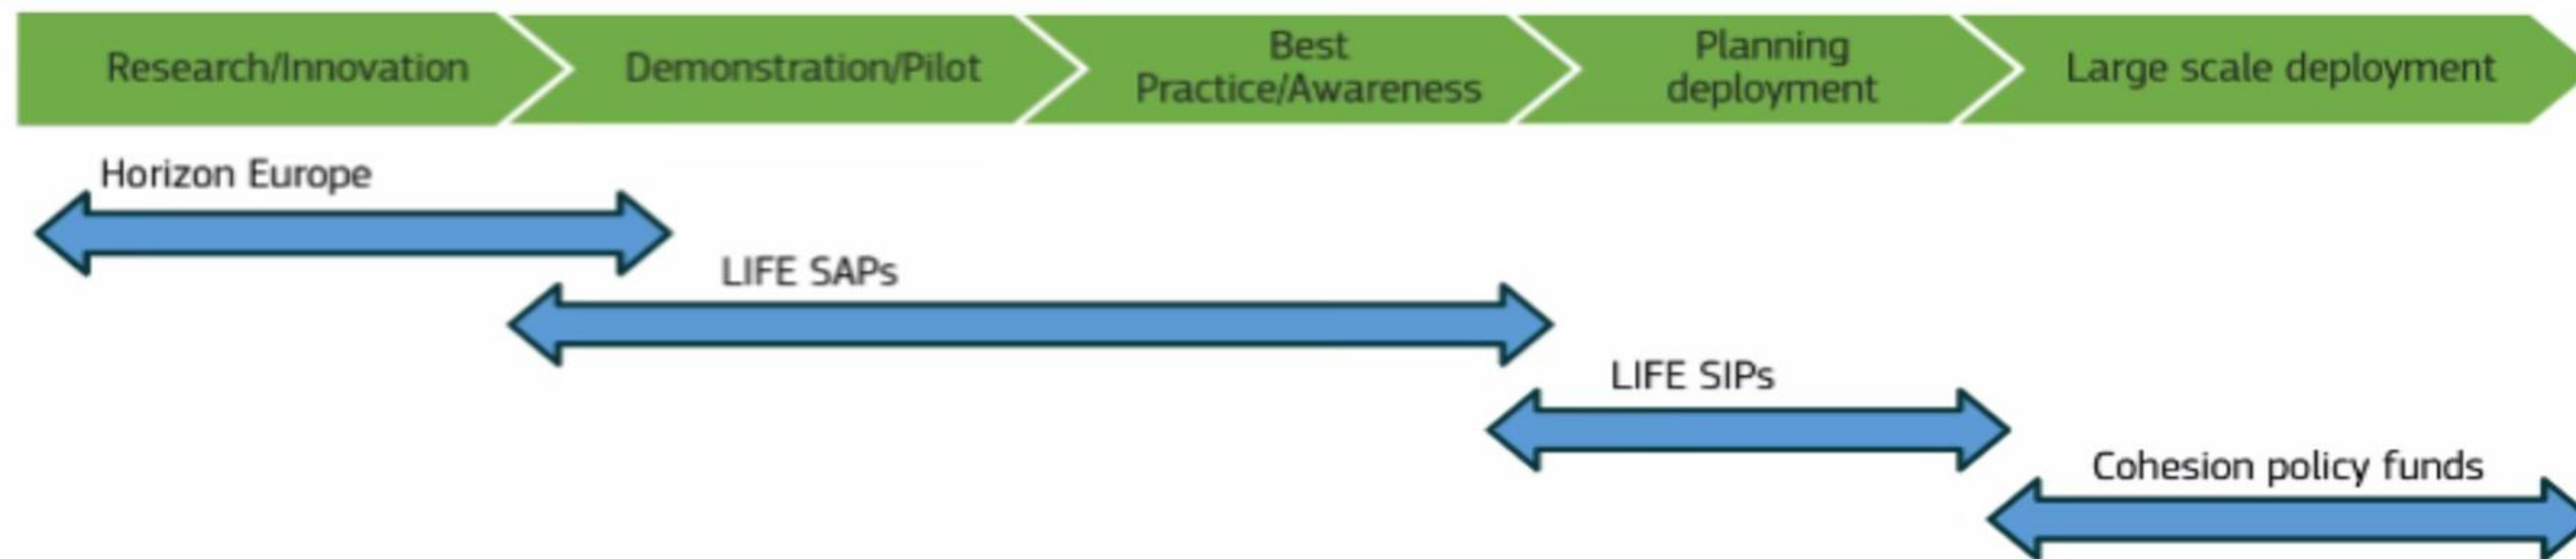 Research/Innovation
Demonstration/Pilot
Best
Practice/Awareness
Planning
deployment
Large scale deployment
Horizon Europe
LIFE SAPs
LIFE SIPs
Cohesion policy funds